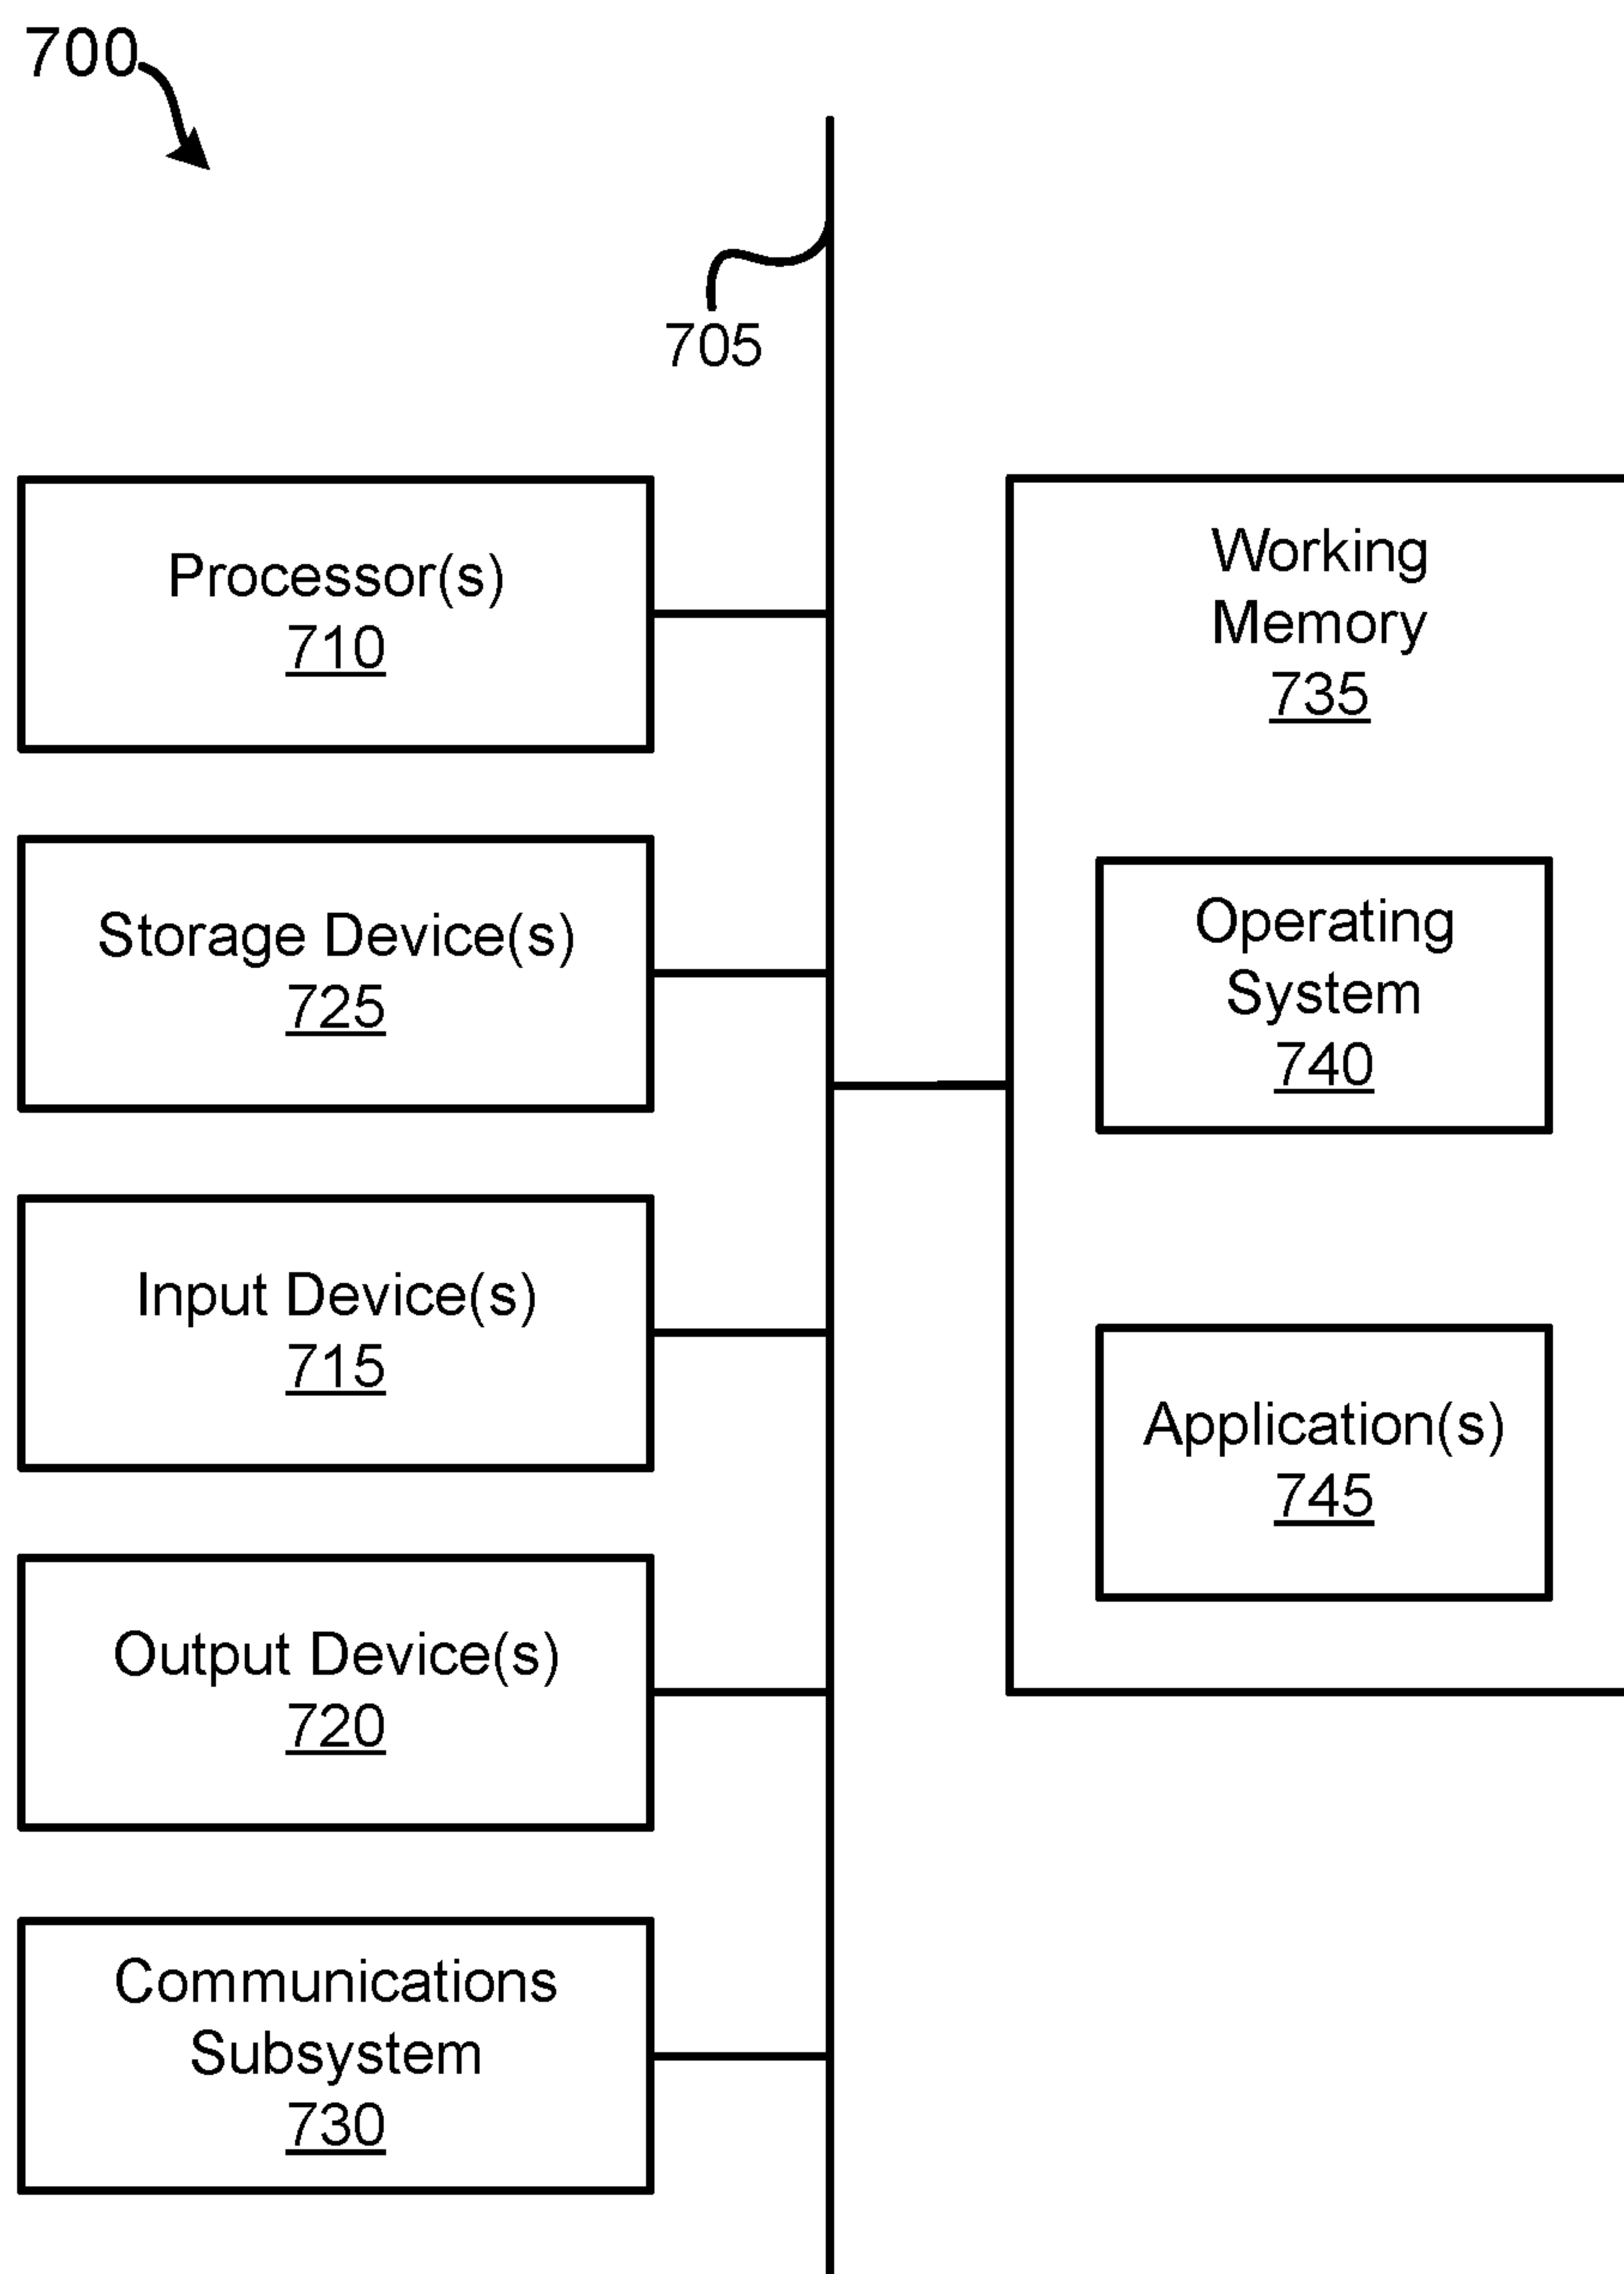 700
705
Processor(s)
710
Storage Device(s)
725
Input Device(s)
715
Output Device(s)
720
Communications
Subsystem
730
Working
Memory
735
Operating
System
740
Application(s)
745